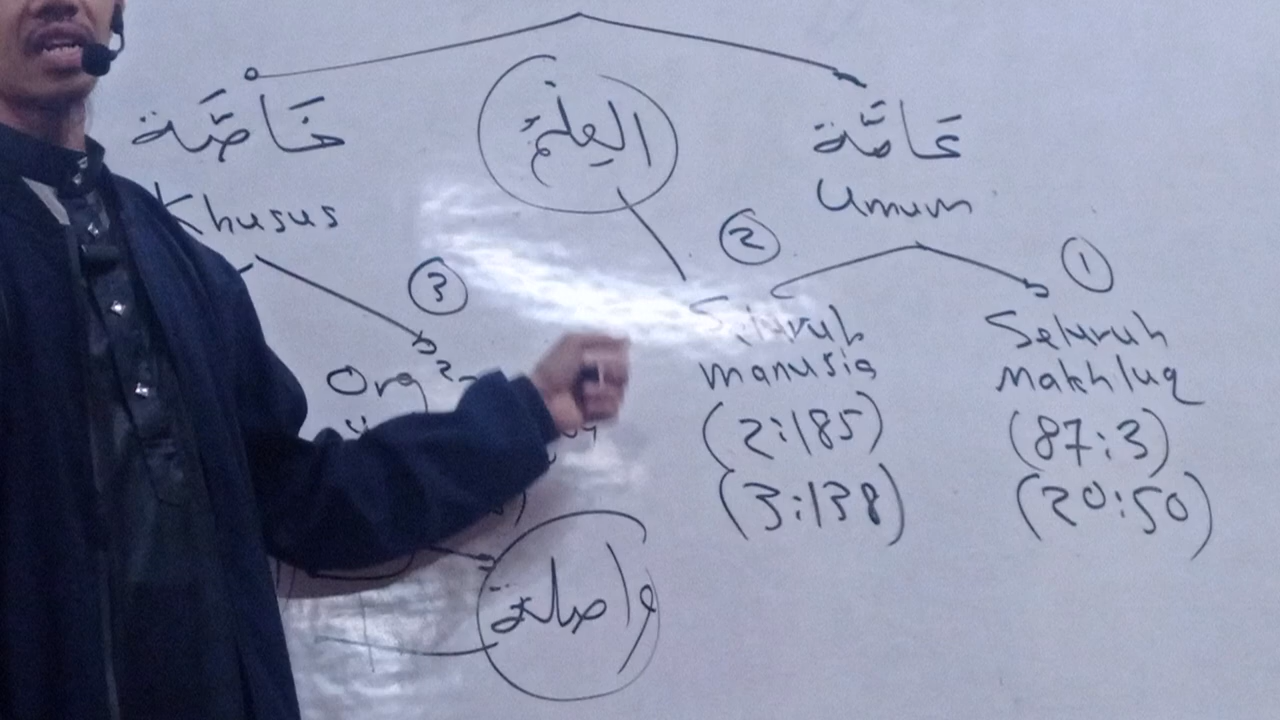 خَاصَّة
العِلْمُ
عَامَّة
Khusus
Umum
③
②
①
Org²
Seluruh
manusia
(2:185)
(3:138)
Seluruh
makhluq
(87:3)
(20:50)
واصلة